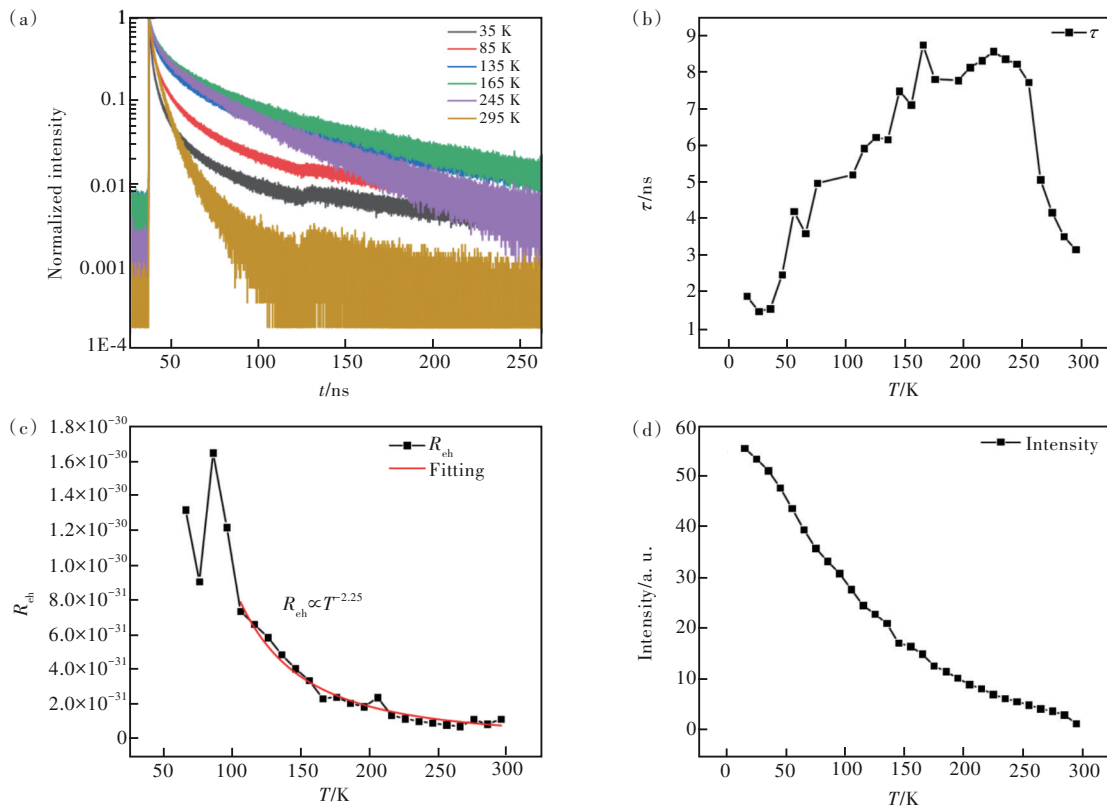 (a)
1
0.1
0.01
0.001
1E-4
Normalized intensity
50
100
150
200
250
t/ns
35 K
85 K
135 K
165 K
245 K
295 K
(b)
9
8
7
6
5
4
3
2
1
τ/ns
0
50
100
150
200
250
300
T/K
τ
(c)
1.8×10⁻³⁰
1.6×10⁻³⁰
1.4×10⁻³⁰
1.2×10⁻³⁰
1.0×10⁻³⁰
8.0×10⁻³¹
6.0×10⁻³¹
4.0×10⁻³¹
2.0×10⁻³¹
0
R_eh
50
100
150
200
250
300
T/K
R_eh
Fitting
R_eh∝T⁻²·²⁵
(d)
60
50
40
30
20
10
0
Intensity/a. u.
0
50
100
150
200
250
300
T/K
Intensity